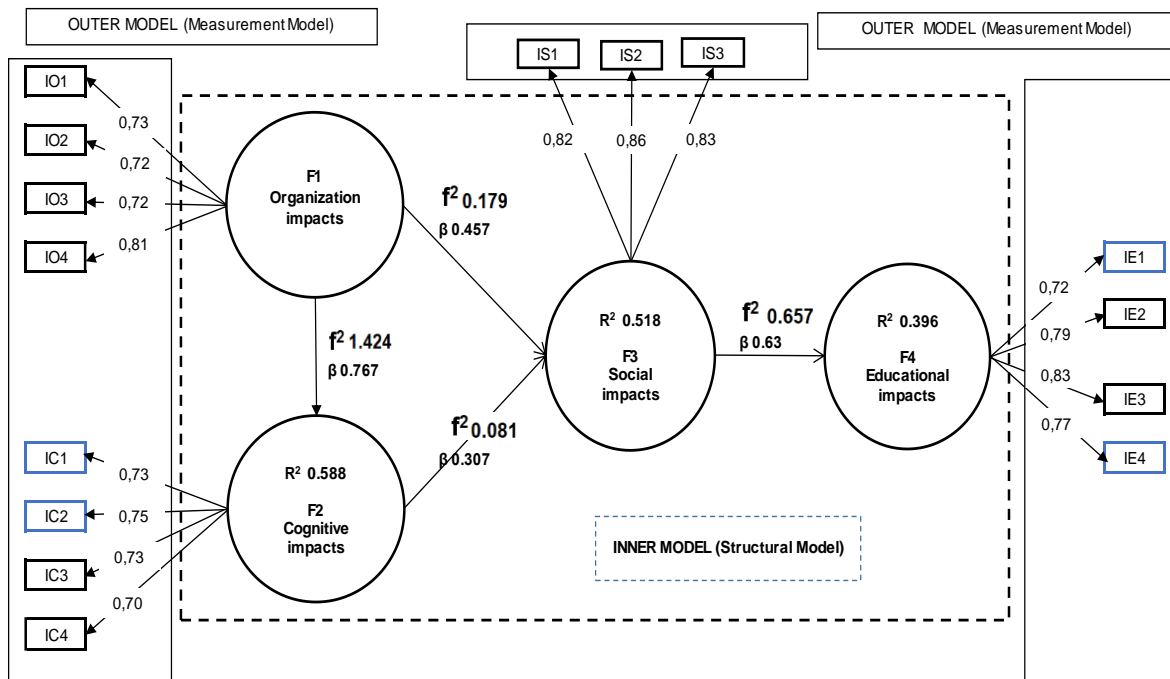 OUTER MODEL (Measurement Model)
OUTER MODEL (Measurement Model)
IS1
IS2
IS3
IO1
IO2
IO3
IO4
0,73
0,72
0,72
0,81
0,82
0,86
0,83
F1
Organization
impacts
f² 0.179
β 0.457
f² 1.424
β 0.767
R² 0.518
F3
Social
impacts
f² 0.657
β 0.63
R² 0.396
F4
Educational
impacts
0,72
0,79
0,83
0,77
IE1
IE2
IE3
IE4
f² 0.081
β 0.307
IC1
IC2
IC3
IC4
0,73
0,75
0,73
0,70
R² 0.588
F2
Cognitive
impacts
INNER MODEL (Structural Model)